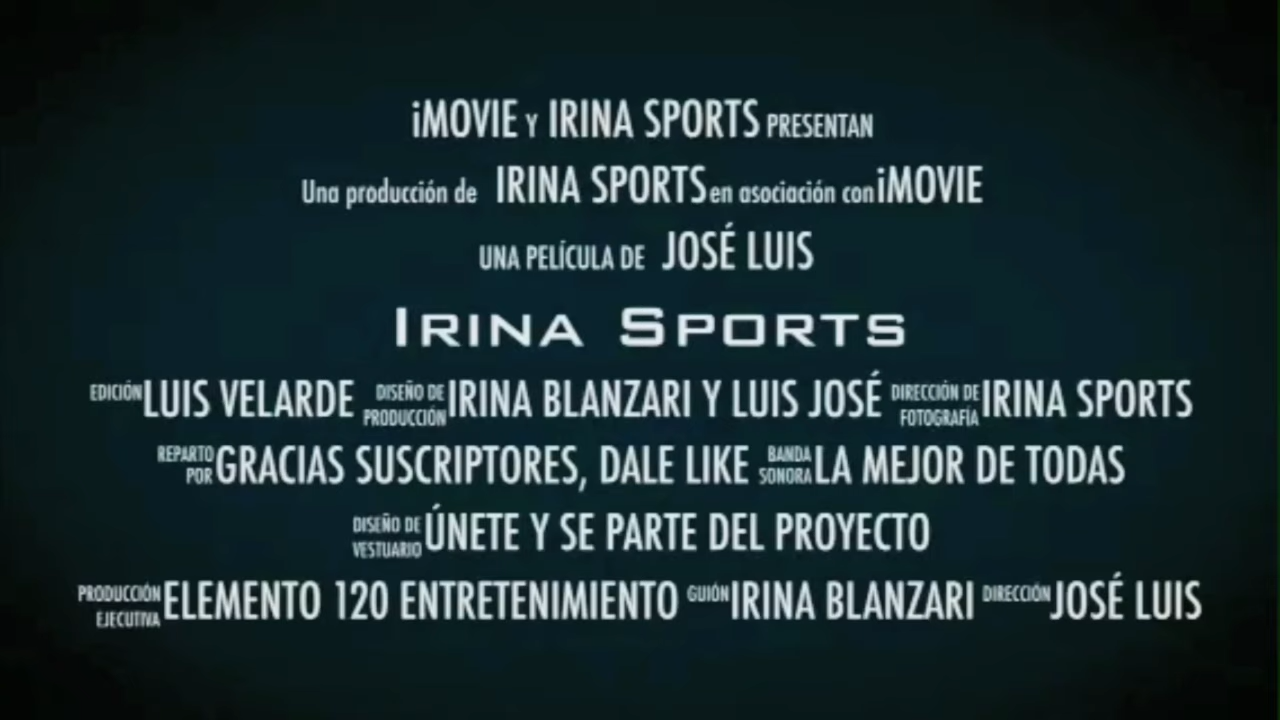 iMOVIE Y IRINA SPORTS PRESENTAN
Una producción de IRINA SPORTS en asociación con iMOVIE
UNA PELÍCULA DE JOSÉ LUIS
IRINA SPORTS
EDICIÓN LUIS VELARDE DISEÑO DE PRODUCCIÓN IRINA BLANZARI Y LUIS JOSÉ DIRECCIÓN DE FOTOGRAFÍA IRINA SPORTS
REPARTO POR GRACIAS SUSCRIPTORES, DALE LIKE BANDA SONORA LA MEJOR DE TODAS
DISEÑO DE VESTUARIO ÚNETE Y SE PARTE DEL PROYECTO
PRODUCCIÓN EJECUTIVA ELEMENTO 120 ENTRETENIMIENTO GUIÓN IRINA BLANZARI DIRECCIÓN JOSÉ LUIS